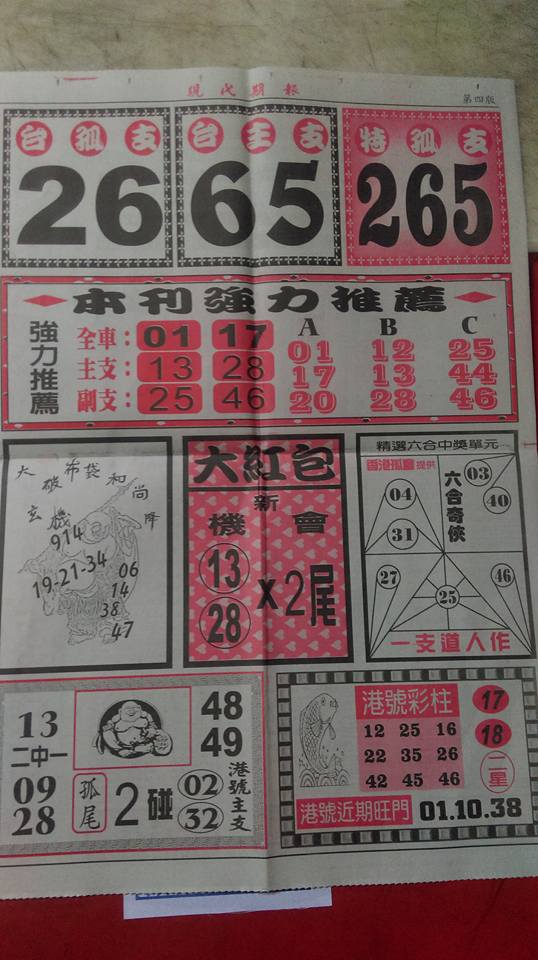 現代期報
第四版
台孤支
26
台主支
65
特孤支
265
本刊強力推薦
強力推薦
全車：01 17
主支：13 28
副支：25 46
A B C
01 12 25
17 13 44
20 28 46
大破布袋和尚降玄機
914
19-21-34
06
14
38
47
大紅包
新
機會
13
28
×2尾
精選六合中獎單元
香港孤鷹提供
04
31
六合奇俠
03
40
27
25
46
一支道人作
13
二中一
09
28
孤尾
2碰
48
49
02
32
港號主支
港號彩柱
12 25 16
22 35 26
42 45 46
17
18
二星
港號近期旺門 01.10.38